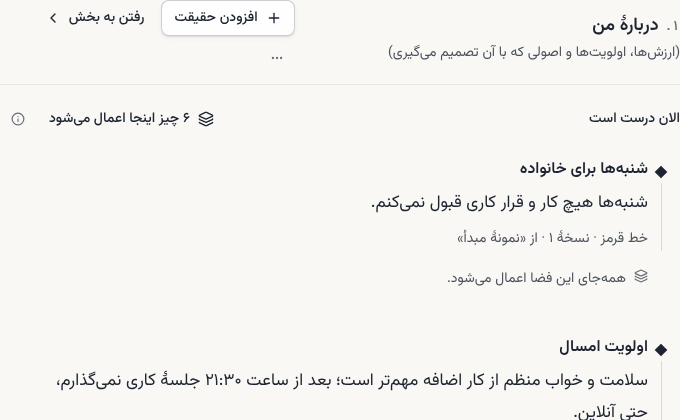 ۱. دربارهٔ من
(ارزش‌ها، اولویت‌ها و اصولی که با آن تصمیم می‌گیری)
افزودن حقیقت
رفتن به بخش
...
الان درست است
۶ چیز اینجا اعمال می‌شود
شنبه‌ها برای خانواده
شنبه‌ها هیچ کار و قرار کاری قبول نمی‌کنم.
خط قرمز · نسخهٔ ۱ · از «نمونهٔ مبدأ»
همه‌جای این فضا اعمال می‌شود.
اولویت امسال
سلامت و خواب منظم از کار اضافه مهم‌تر است؛ بعد از ساعت ۲۱:۳۰ جلسهٔ کاری نمی‌گذارم،
حتی آنلاین.